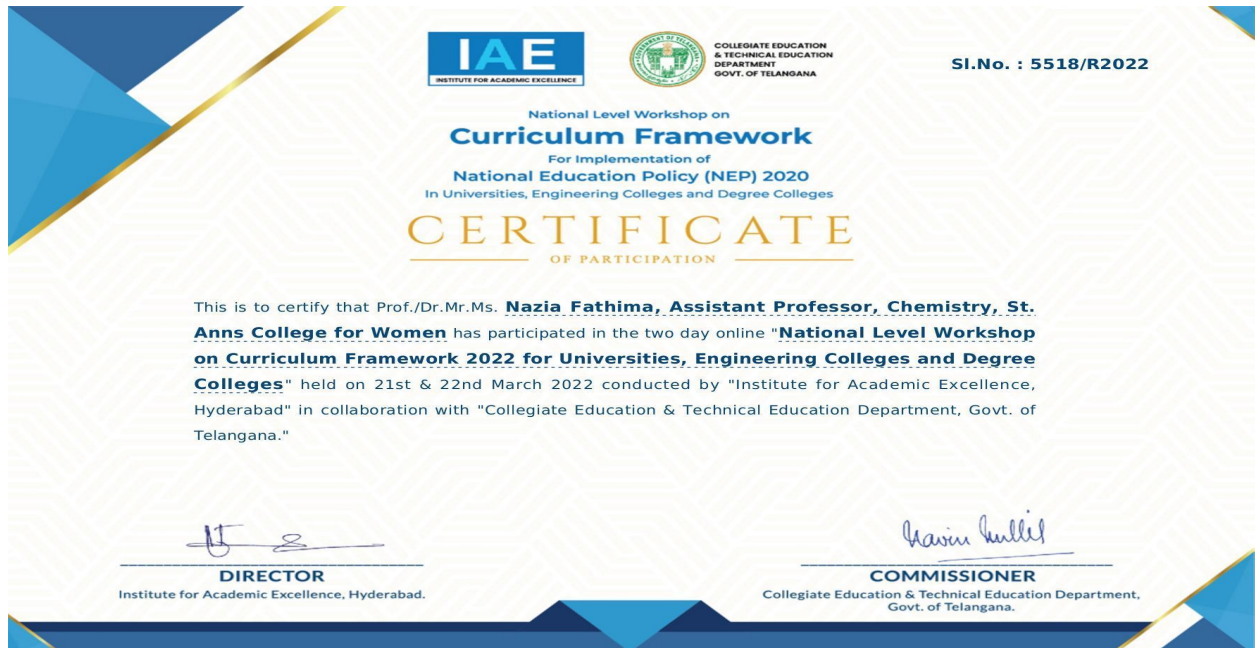 IAE
INSTITUTE FOR ACADEMIC EXCELLENCE
GOVERNMENT OF TELANGANA
COLLEGIATE EDUCATION
& TECHNICAL EDUCATION
DEPARTMENT
GOVT. OF TELANGANA
Sl.No. : 5518/R2022
National Level Workshop on
Curriculum Framework
For Implementation of
National Education Policy (NEP) 2020
In Universities, Engineering Colleges and Degree Colleges
CERTIFICATE
OF PARTICIPATION
This is to certify that Prof./Dr.Mr.Ms. Nazia Fathima, Assistant Professor, Chemistry, St.
Anns College for Women has participated in the two day online "National Level Workshop
on Curriculum Framework 2022 for Universities, Engineering Colleges and Degree
Colleges" held on 21st & 22nd March 2022 conducted by "Institute for Academic Excellence,
Hyderabad" in collaboration with "Collegiate Education & Technical Education Department, Govt. of
Telangana."
DIRECTOR
Institute for Academic Excellence, Hyderabad.
COMMISSIONER
Collegiate Education & Technical Education Department,
Govt. of Telangana.